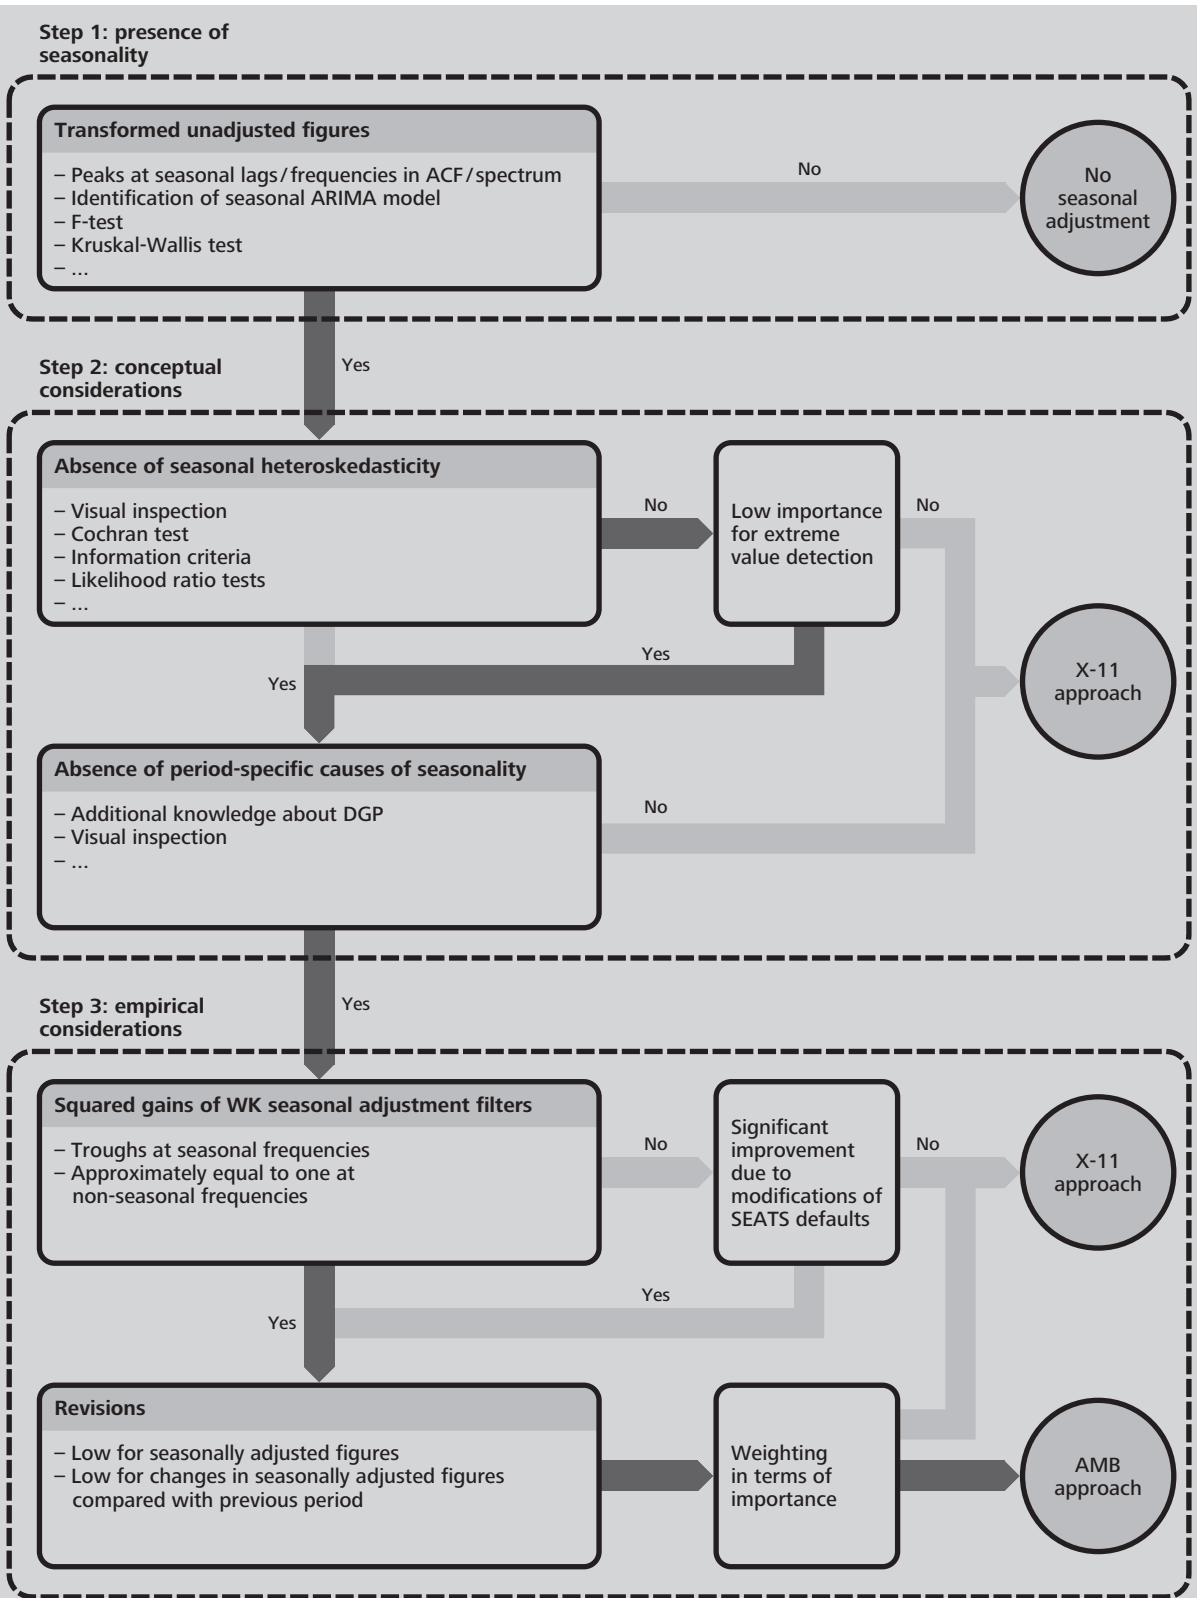 Step 1: presence of
seasonality
Transformed unadjusted figures
– Peaks at seasonal lags/frequencies in ACF/spectrum
– Identification of seasonal ARIMA model
– F-test
– Kruskal-Wallis test
– ...
No
No
seasonal
adjustment
Yes
Step 2: conceptual
considerations
Absence of seasonal heteroskedasticity
– Visual inspection
– Cochran test
– Information criteria
– Likelihood ratio tests
– ...
No
Low importance
for extreme
value detection
No
Yes
Yes
X-11
approach
Absence of period-specific causes of seasonality
– Additional knowledge about DGP
– Visual inspection
– ...
No
Yes
Step 3: empirical
considerations
Squared gains of WK seasonal adjustment filters
– Troughs at seasonal frequencies
– Approximately equal to one at
non-seasonal frequencies
No
Significant
improvement
due to
modifications of
SEATS defaults
No
X-11
approach
Yes
Yes
Revisions
– Low for seasonally adjusted figures
– Low for changes in seasonally adjusted figures
compared with previous period
Weighting
in terms of
importance
AMB
approach